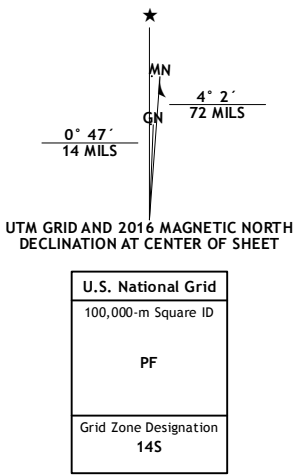 ★
MN
GN
4° 2´
72 MILS
0° 47´
14 MILS
UTM GRID AND 2016 MAGNETIC NORTH
DECLINATION AT CENTER OF SHEET
U.S. National Grid
100,000-m Square ID
PF
Grid Zone Designation
14S